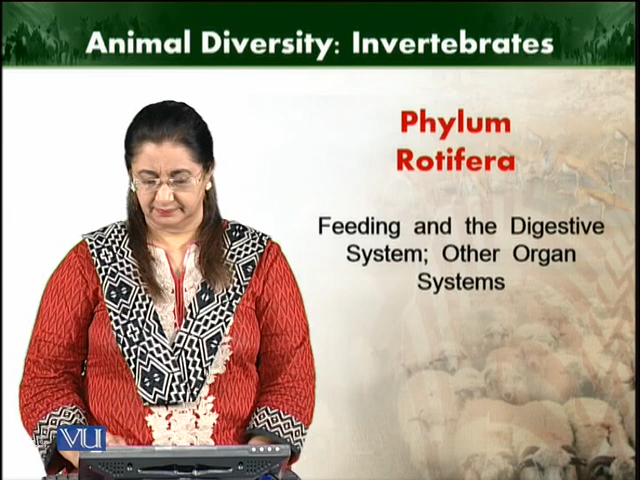 Animal Diversity: Invertebrates
Phylum
Rotifera
Feeding and the Digestive
System; Other Organ
Systems
VU